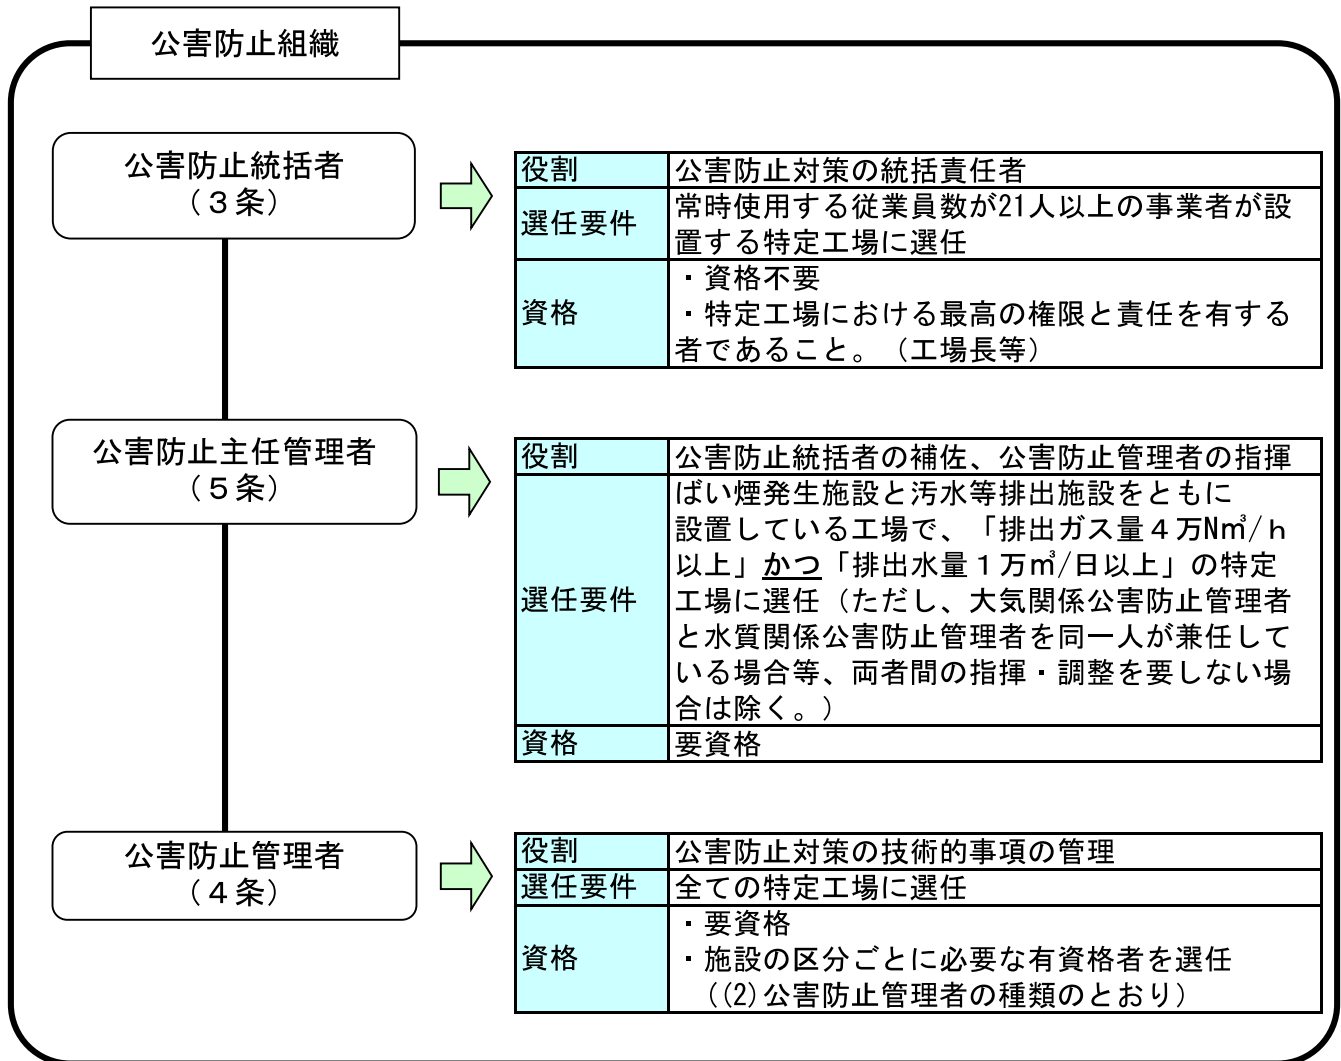 公害防止組織
公害防止統括者
（３条）
役割
公害防止対策の統括責任者
選任要件
常時使用する従業員数が21人以上の事業者が設
置する特定工場に選任
資格
・資格不要
・特定工場における最高の権限と責任を有する
者であること。（工場長等）
公害防止主任管理者
（５条）
役割
公害防止統括者の補佐、公害防止管理者の指揮
選任要件
ばい煙発生施設と汚水等排出施設をともに
設置している工場で、「排出ガス量４万N㎥/ｈ
以上」かつ「排出水量１万㎥/日以上」の特定
工場に選任（ただし、大気関係公害防止管理者
と水質関係公害防止管理者を同一人が兼任して
いる場合等、両者間の指揮・調整を要しない場
合は除く。）
資格
要資格
公害防止管理者
（４条）
役割
公害防止対策の技術的事項の管理
選任要件
全ての特定工場に選任
資格
・要資格
・施設の区分ごとに必要な有資格者を選任
((2)公害防止管理者の種類のとおり）